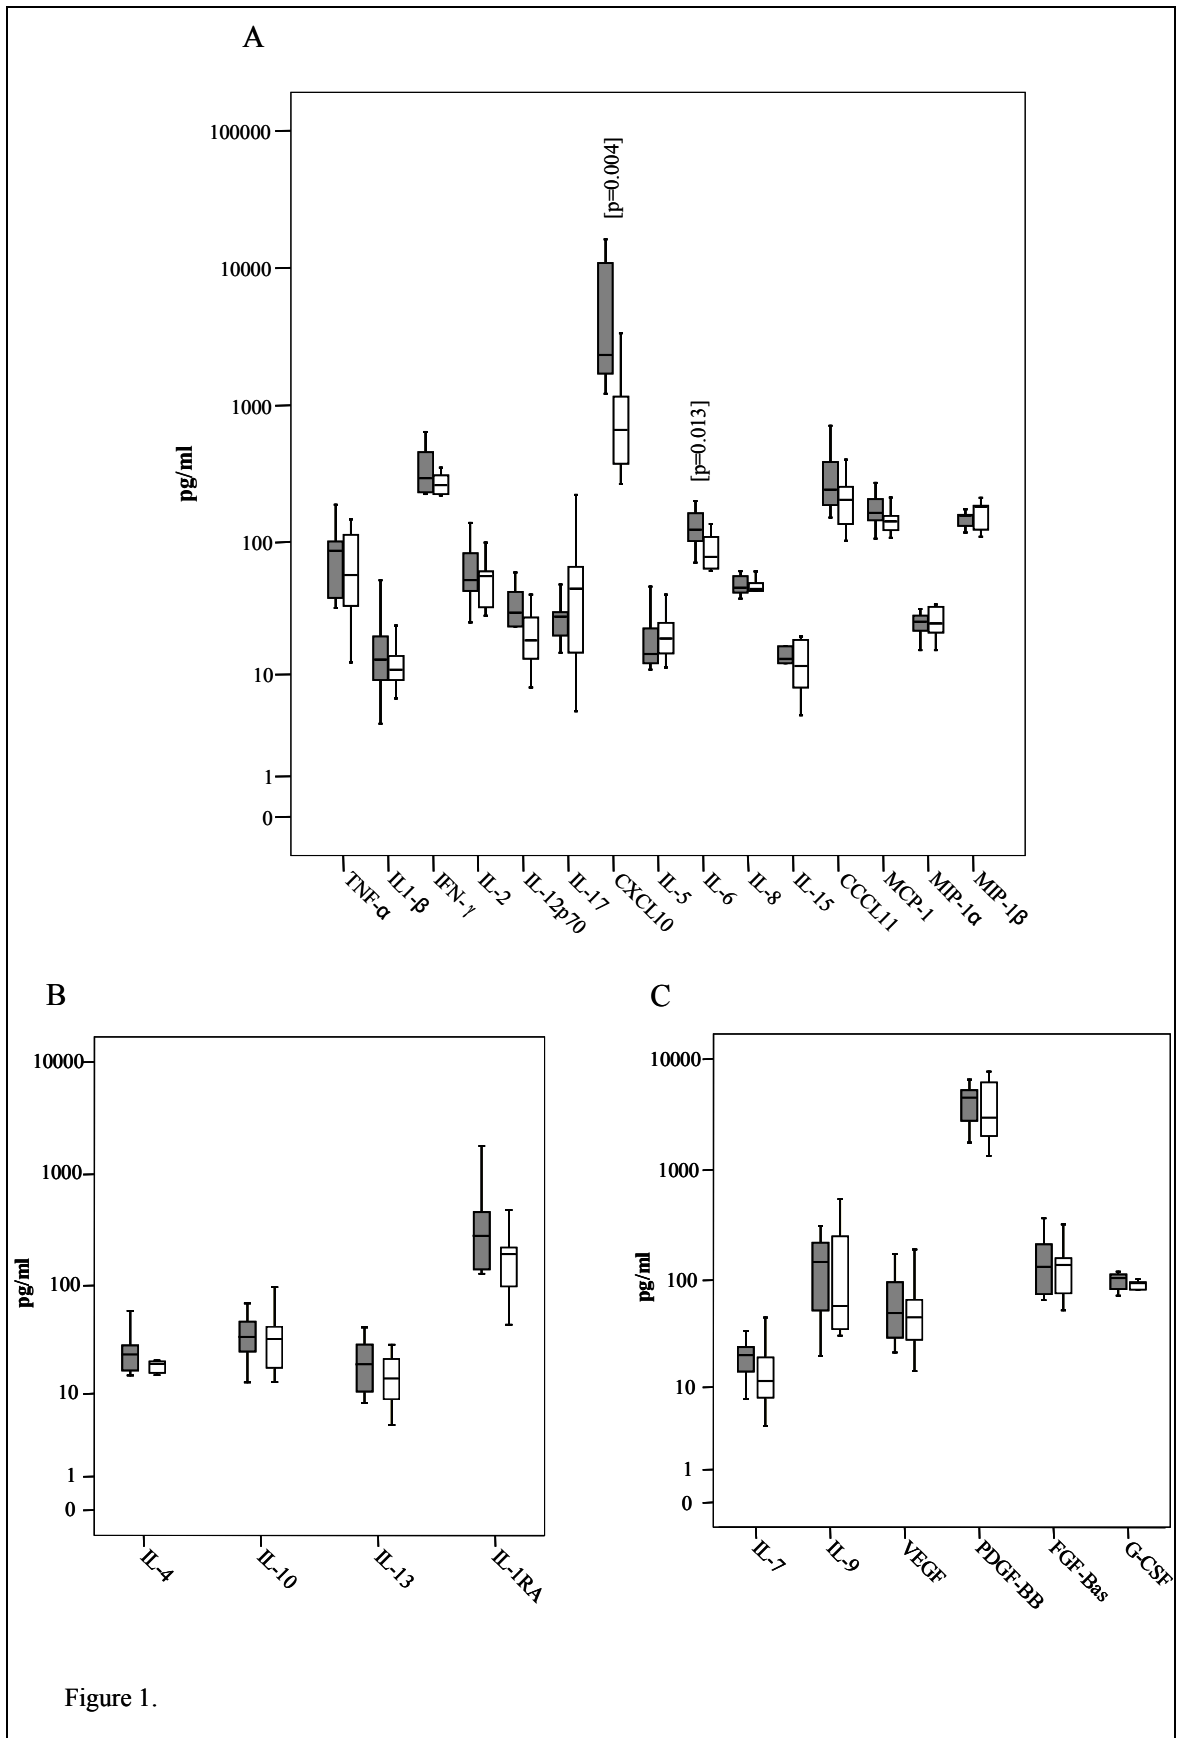 A
100000
10000
1000
100
10
1
0
pg/ml
[p=0.004]
[p=0.013]
TNF-α
IL1-β
IFN-γ
IL-2
IL-12p70
IL-17
CXCL10
IL-5
IL-6
IL-8
IL-15
CCCL11
MCP-1
MIP-1α
MIP-1β
B
10000
1000
100
10
1
0
pg/ml
IL-4
IL-10
IL-13
IL-1RA
C
10000
1000
100
10
1
0
pg/ml
IL-7
IL-9
VEGF
PDGF-BB
FGF-Bas
G-CSF
Figure 1.